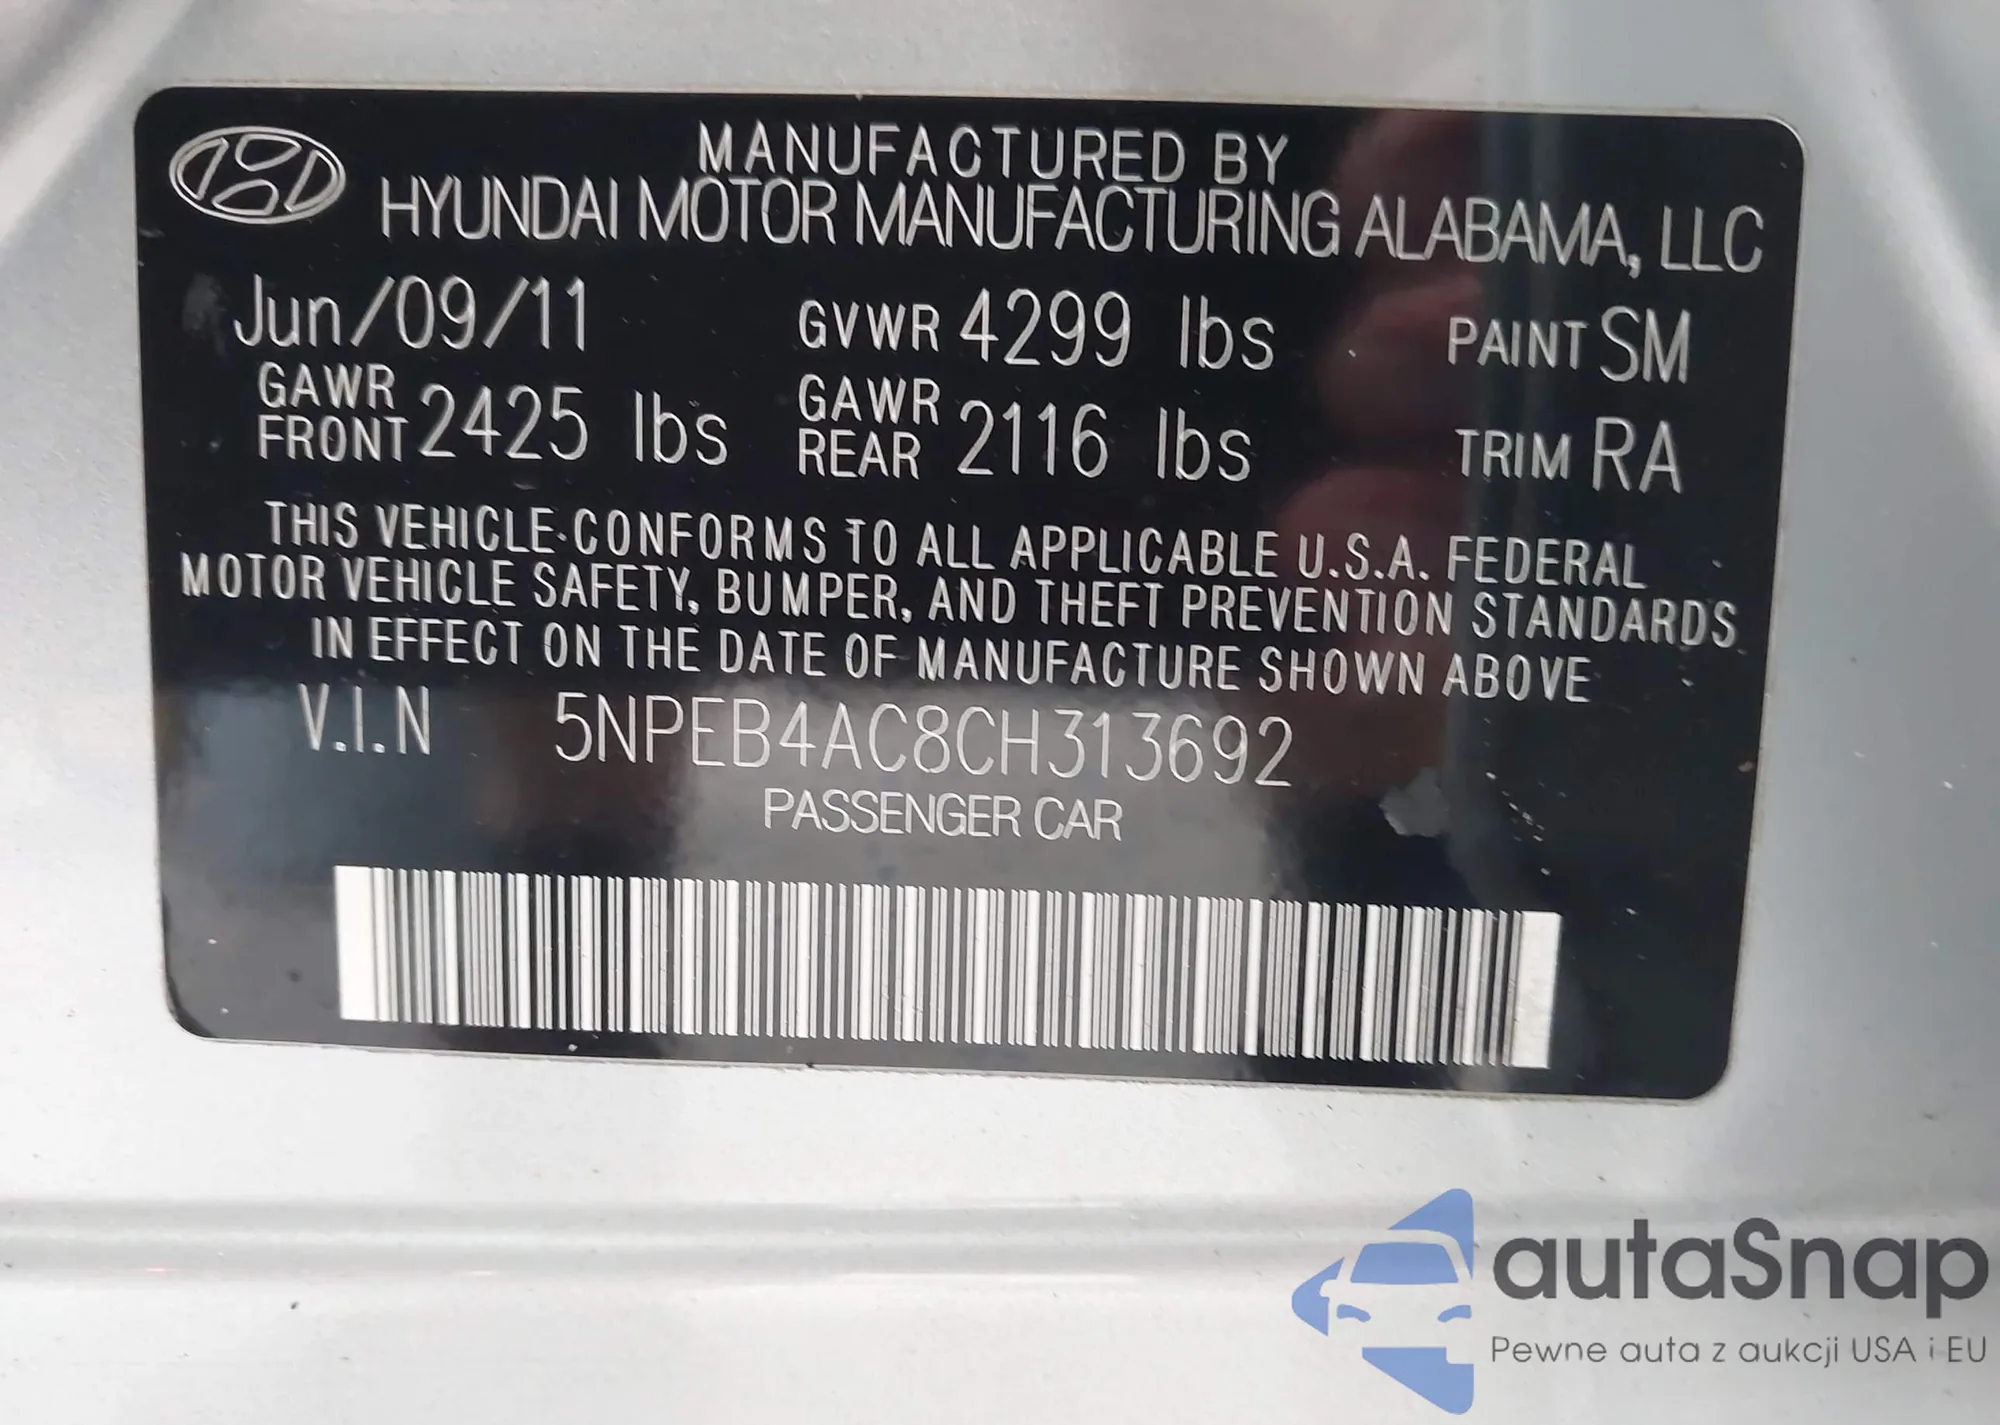 MANUFACTURED BY
HYUNDAI MOTOR MANUFACTURING ALABAMA, LLC
Jun/09/11 GVWR 4299 lbs PAINT SM
GAWR FRONT 2425 lbs GAWR REAR 2116 lbs TRIM RA
THIS VEHICLE CONFORMS TO ALL APPLICABLE U.S.A. FEDERAL
MOTOR VEHICLE SAFETY, BUMPER, AND THEFT PREVENTION STANDARDS
IN EFFECT ON THE DATE OF MANUFACTURE SHOWN ABOVE
V.I.N 5NPEB4AC8CH313692
PASSENGER CAR
autaSnap
Pewne auta z aukcji USA i EU